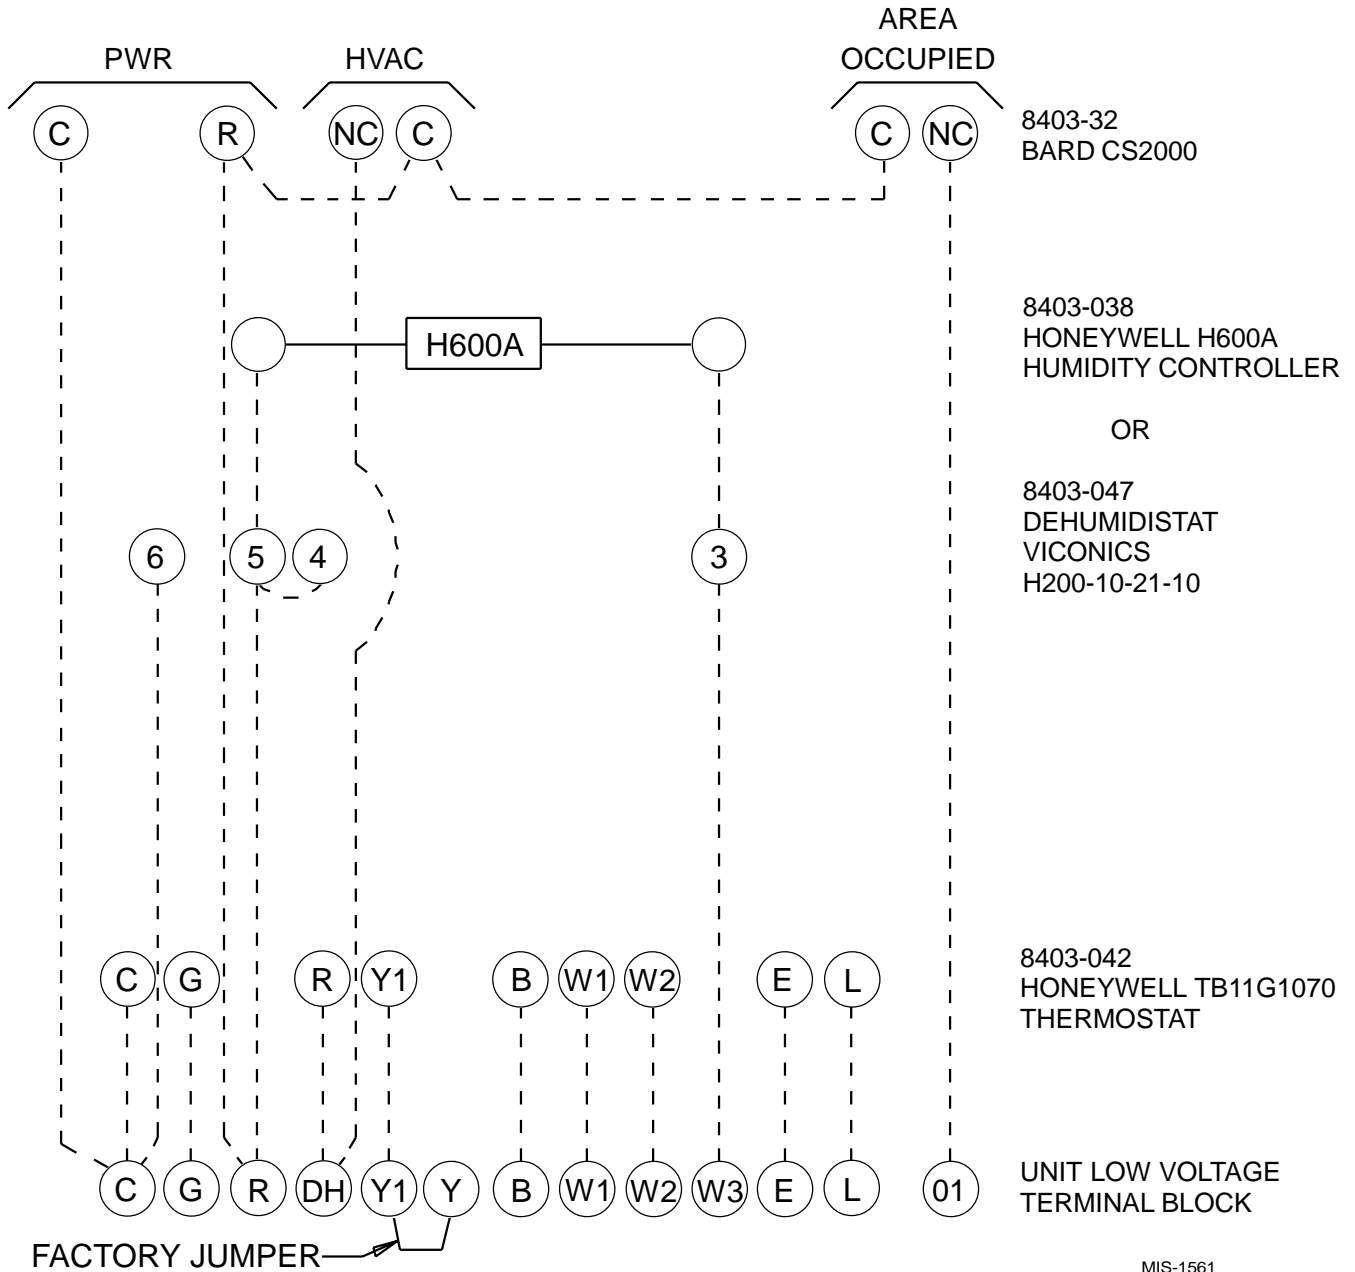 AREA
PWR HVAC OCCUPIED
C R NC C C NC
8403-32
BARD CS2000
H600A
8403-038
HONEYWELL H600A
HUMIDITY CONTROLLER
OR
8403-047
DEHUMIDISTAT
VICONICS
H200-10-21-10
6 5 4 3
C G R Y1 B W1 W2 E L
8403-042
HONEYWELL TB11G1070
THERMOSTAT
C G R DH Y1 Y B W1 W2 W3 E L 01
UNIT LOW VOLTAGE
TERMINAL BLOCK
FACTORY JUMPER
MIS-1561